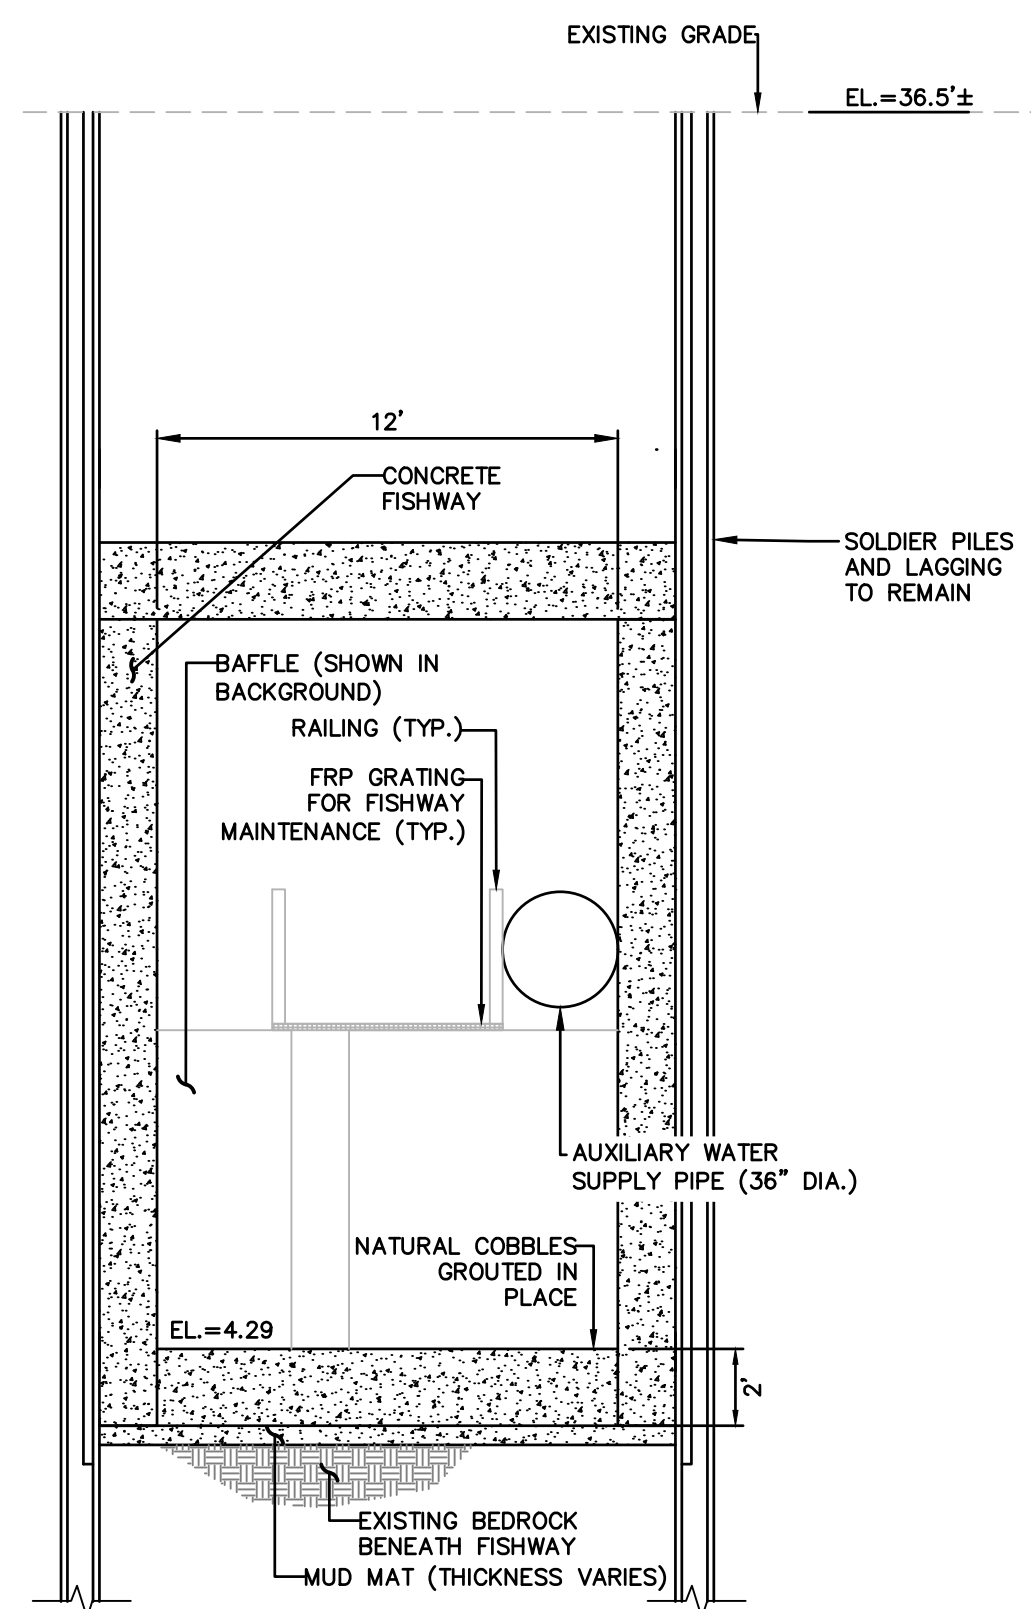 EXISTING GRADE
EL.=36.5'±
12'
CONCRETE
FISHWAY
SOLDIER PILES
AND LAGGING
TO REMAIN
BAFFLE (SHOWN IN
BACKGROUND)
RAILING (TYP.)
FRP GRATING
FOR FISHWAY
MAINTENANCE (TYP.)
AUXILIARY WATER
SUPPLY PIPE (36" DIA.)
NATURAL COBBLES
GROUTED IN
PLACE
EL.=4.29
2'
EXISTING BEDROCK
BENEATH FISHWAY
MUD MAT (THICKNESS VARIES)